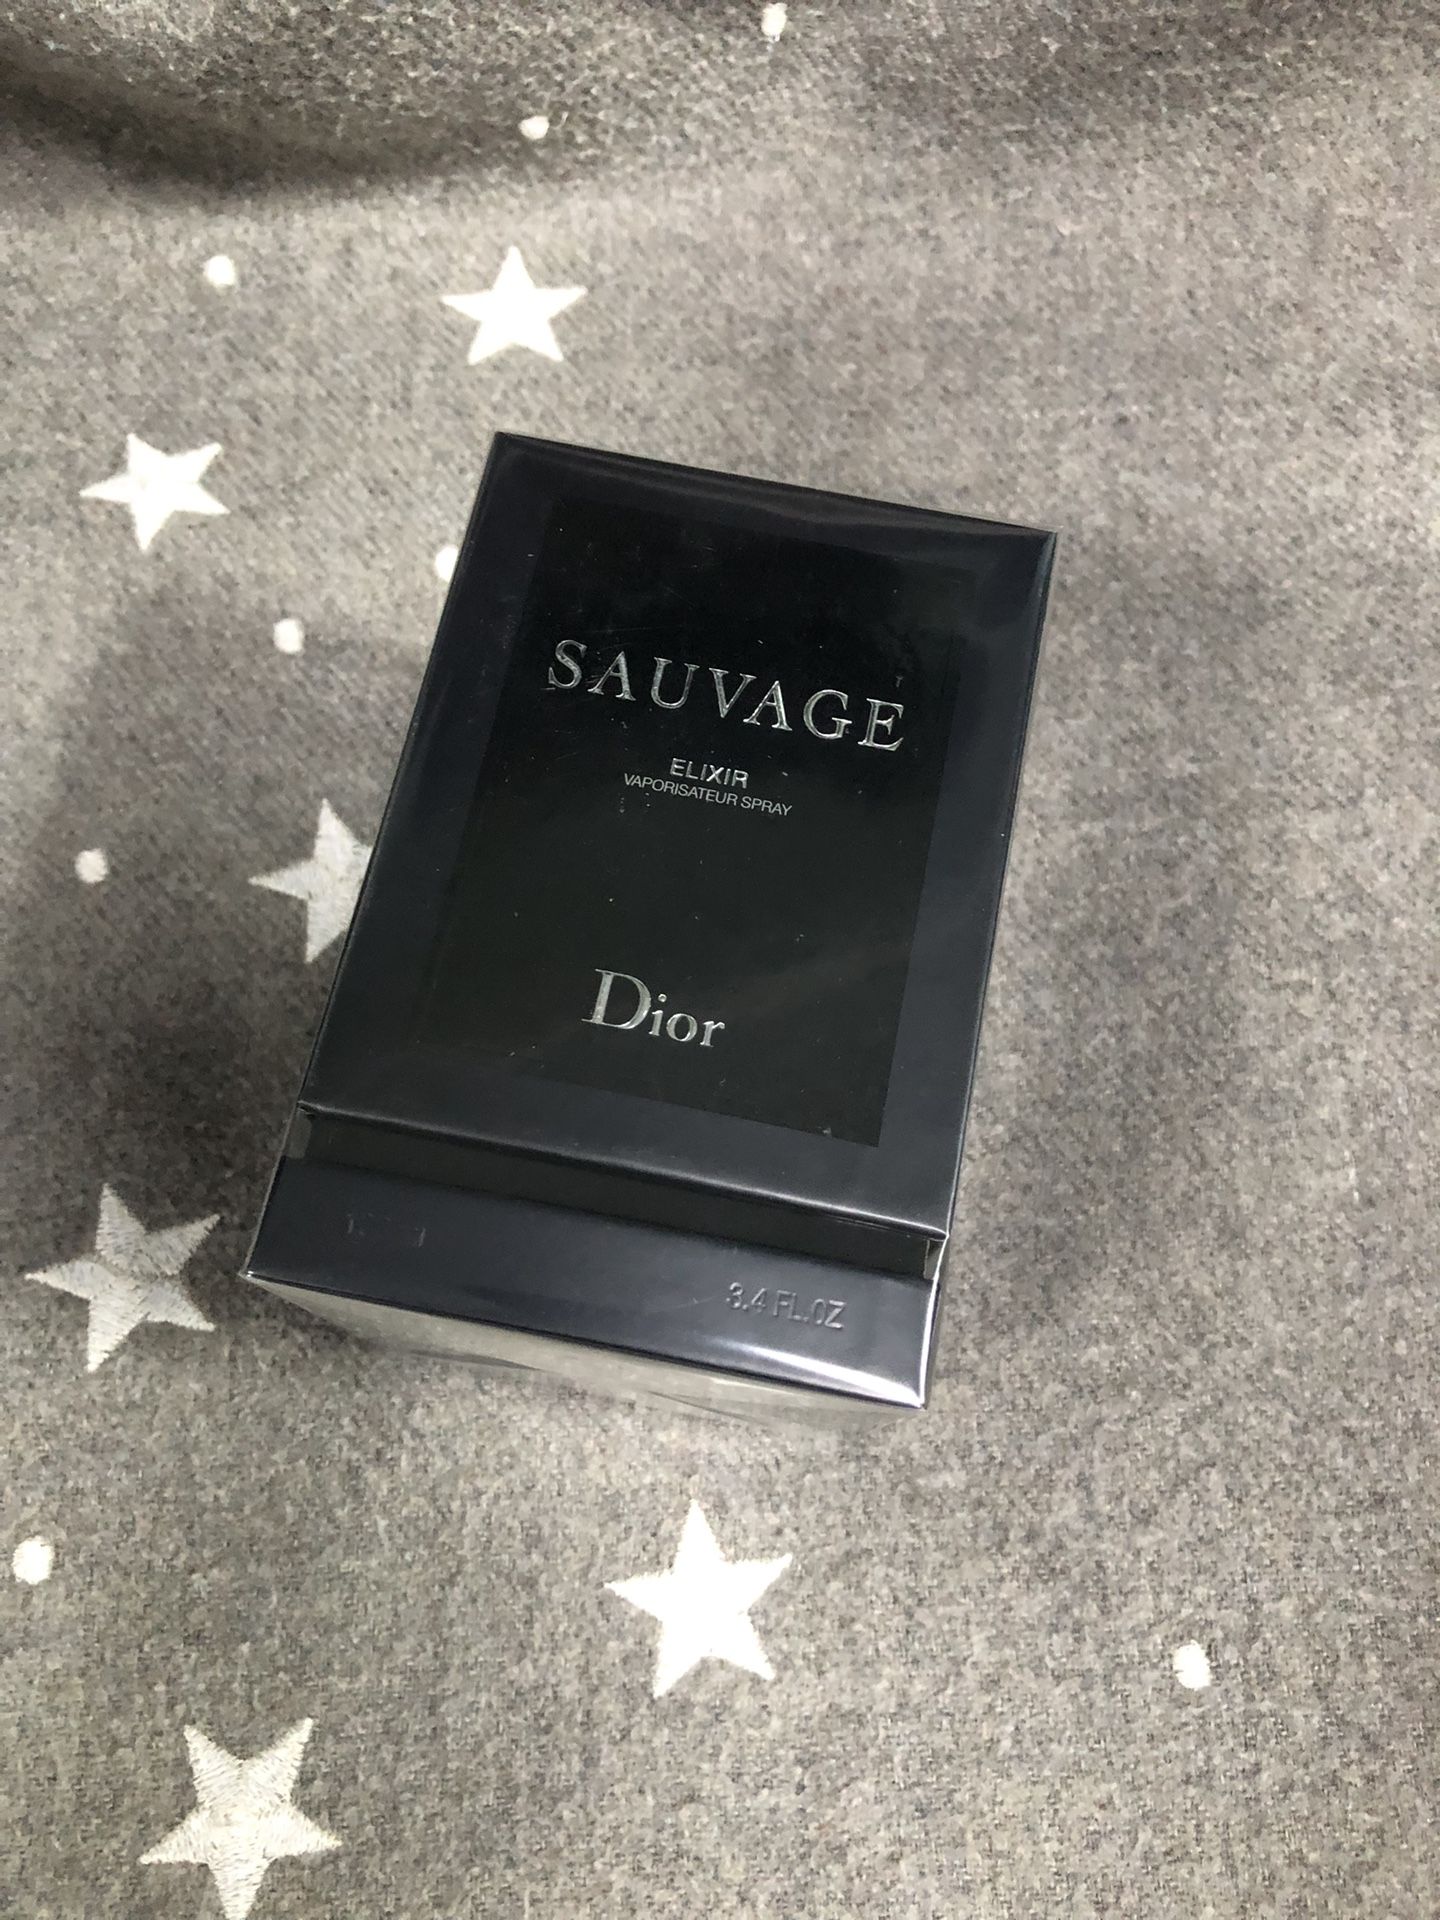 SAUVAGE
ELIXIR
VAPORISATEUR SPRAY
Dior
3.4 FL.OZ